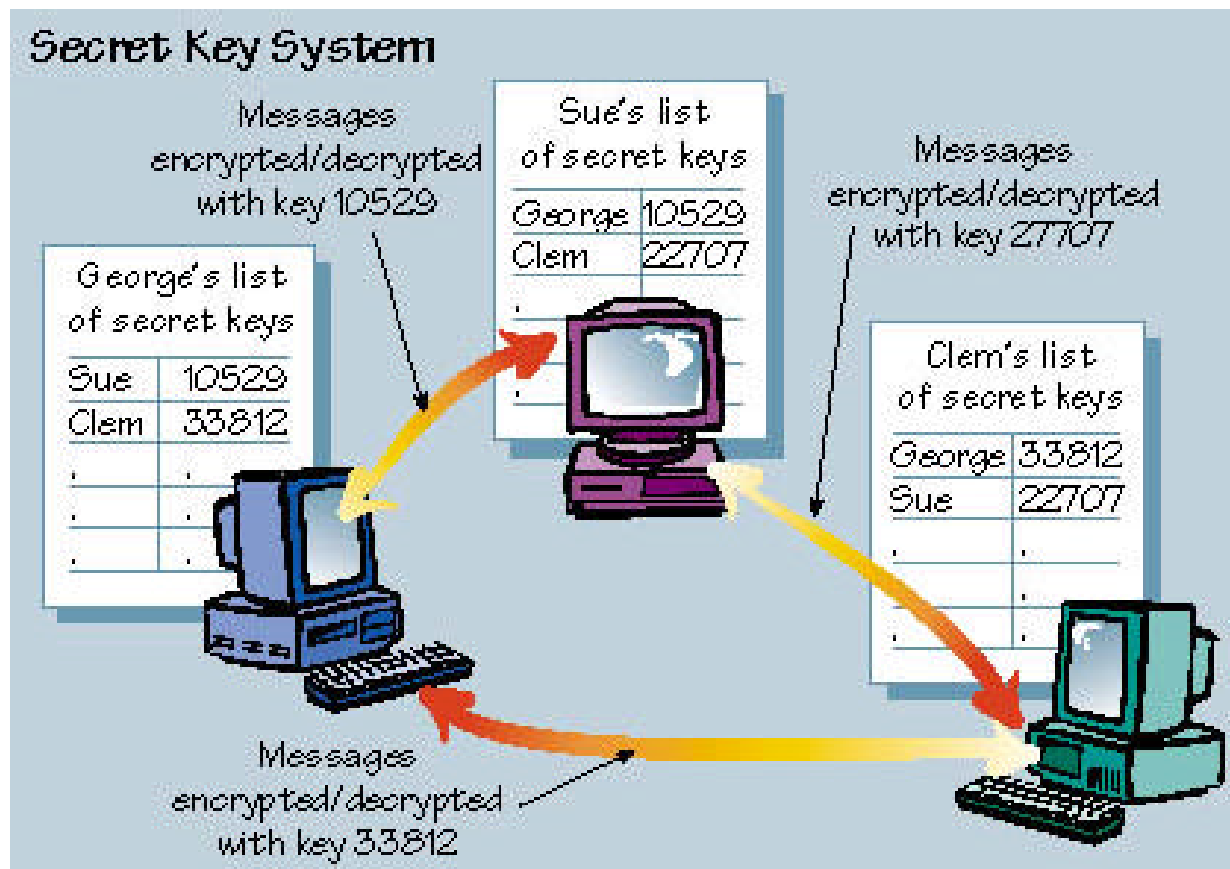 Secret Key System
Messages
encrypted/decrypted
with key 10529
Sue's list
of secret keys
George 10529
Clem 22707
.
.
Messages
encrypted/decrypted
with key 27707
George's list
of secret keys
Sue 10529
Clem 33812
. .
. .
. .
Clem's list
of secret keys
George 33812
Sue 22707
. .
. .
. .
Messages
encrypted/decrypted
with key 33812